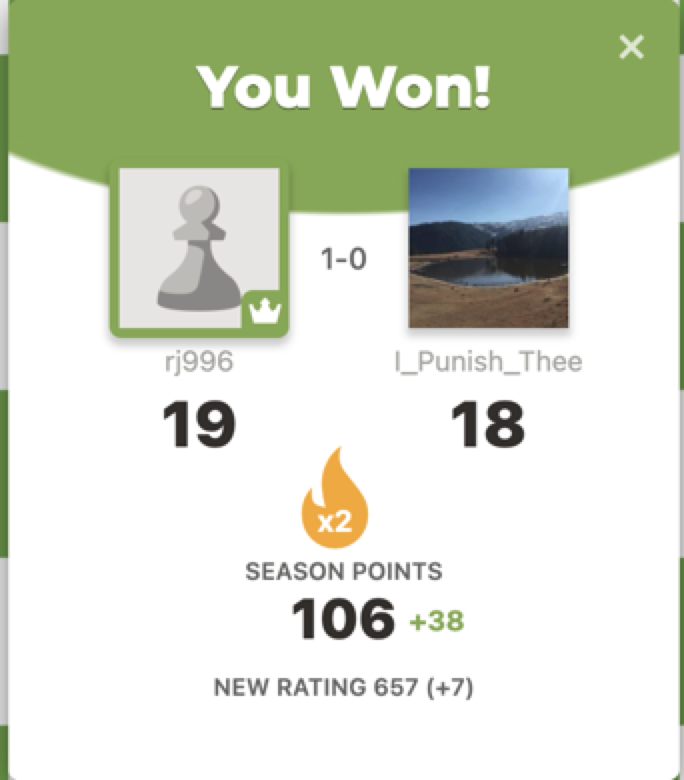 You Won!
1-0
rj996
I_Punish_Thee
19
18
x2
SEASON POINTS
106 +38
NEW RATING 657 (+7)